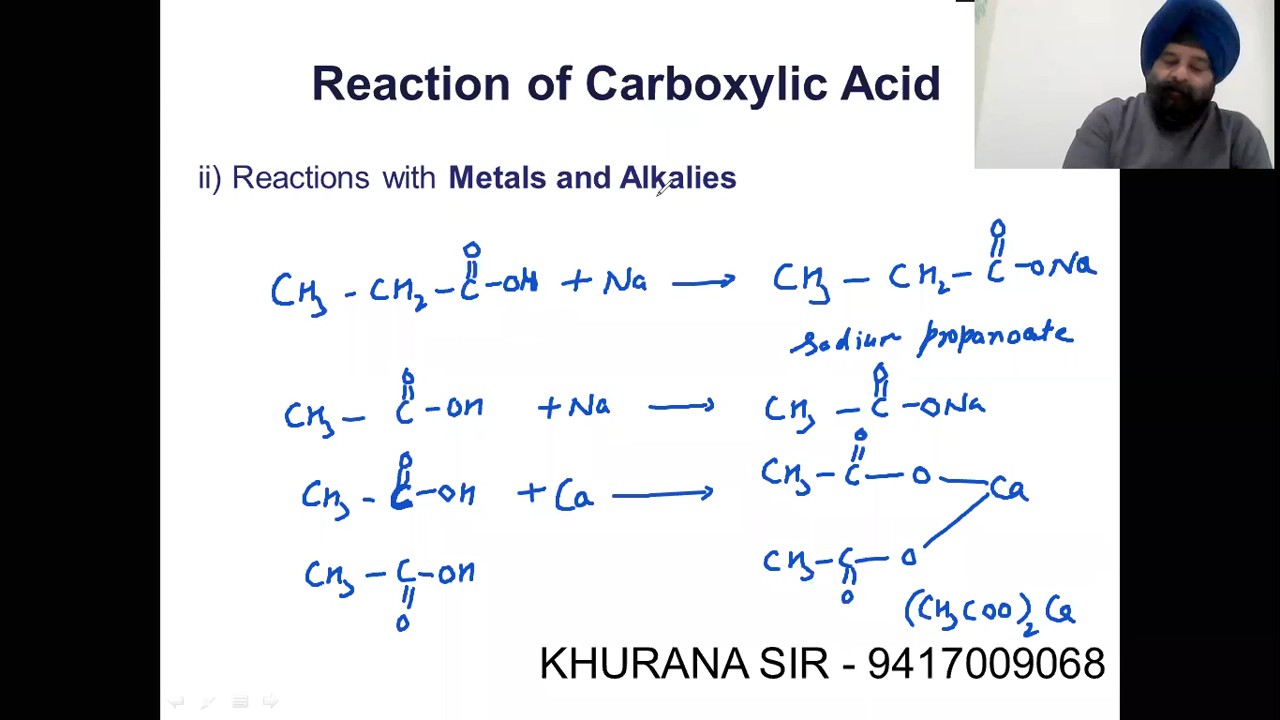 Reaction of Carboxylic Acid
ii) Reactions with Metals and Alkalies
O O
CH3 - CH2 - C - OH + Na → CH3 - CH2 - C - ONa
sodium propanoate
O O
CH3 - C - OH + Na → CH3 - C - ONa
O O
CH3 - C - OH + Ca → CH3 - C - O Ca
CH3 - C - OH CH3 - C - O
O O
(CH3COO)2 Ca
KHURANA SIR - 9417009068